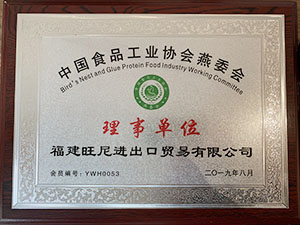 中国食品工业协会燕委会
Bird's Nest and Glue Protein Food Industry Working Committee
理事单位
福建旺尼进出口贸易有限公司
会员编号：YWH0053
二〇一九年八月